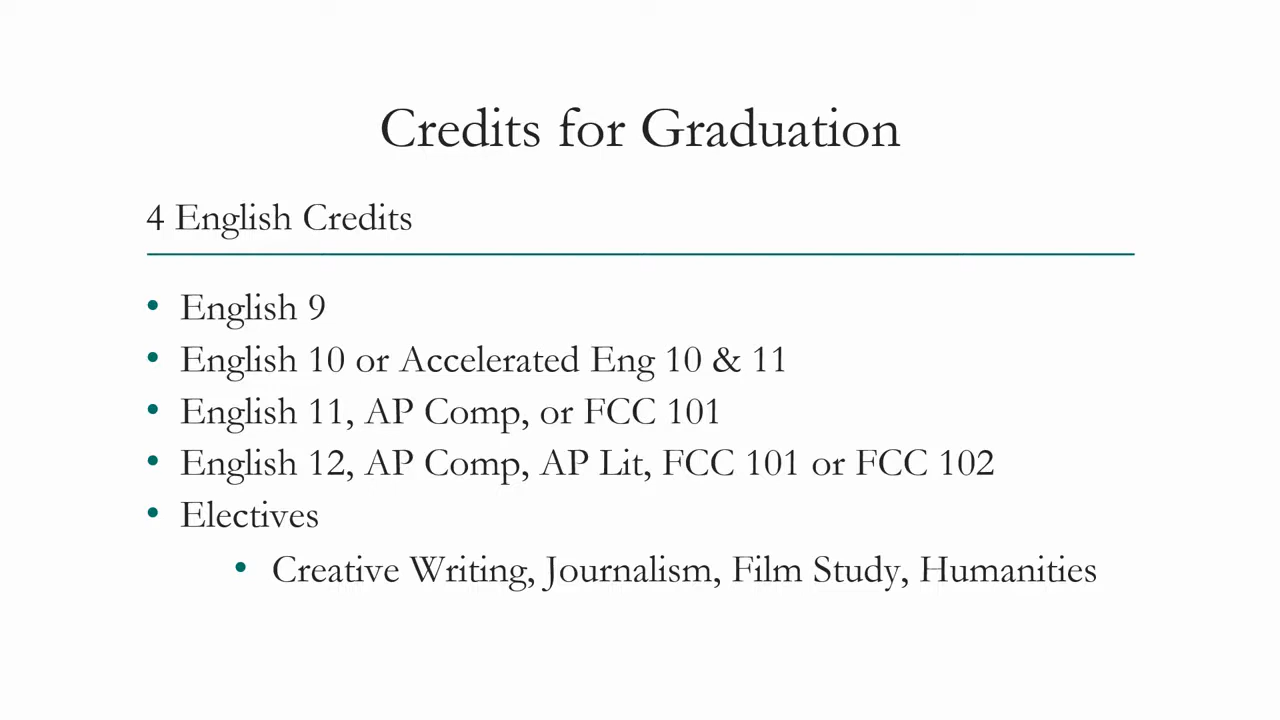 Credits for Graduation
4 English Credits
• English 9
• English 10 or Accelerated Eng 10 & 11
• English 11, AP Comp, or FCC 101
• English 12, AP Comp, AP Lit, FCC 101 or FCC 102
• Electives
• Creative Writing, Journalism, Film Study, Humanities